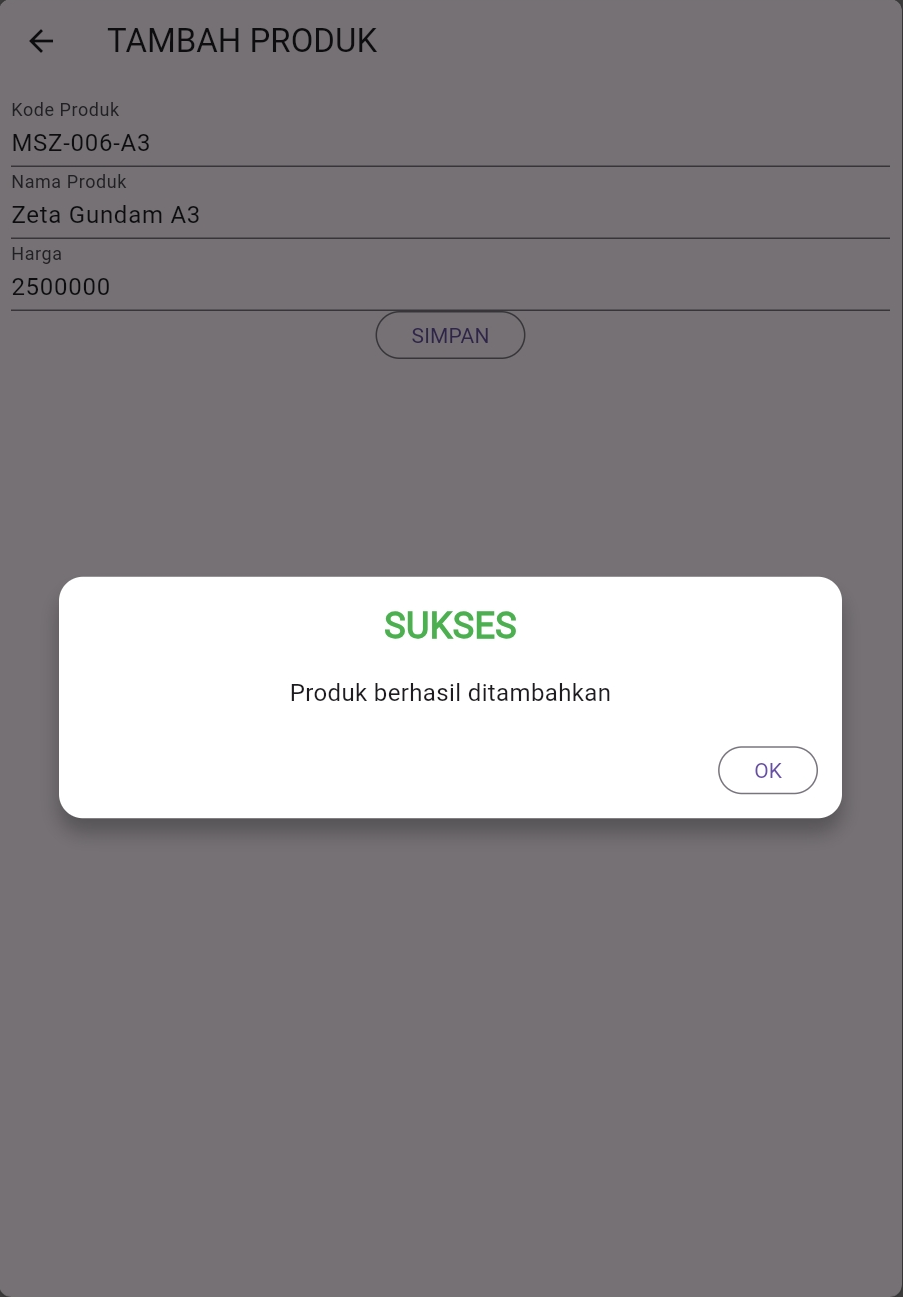 TAMBAH PRODUK
Kode Produk
MSZ-006-A3
Nama Produk
Zeta Gundam A3
Harga
2500000
SIMPAN
SUKSES
Produk berhasil ditambahkan
OK